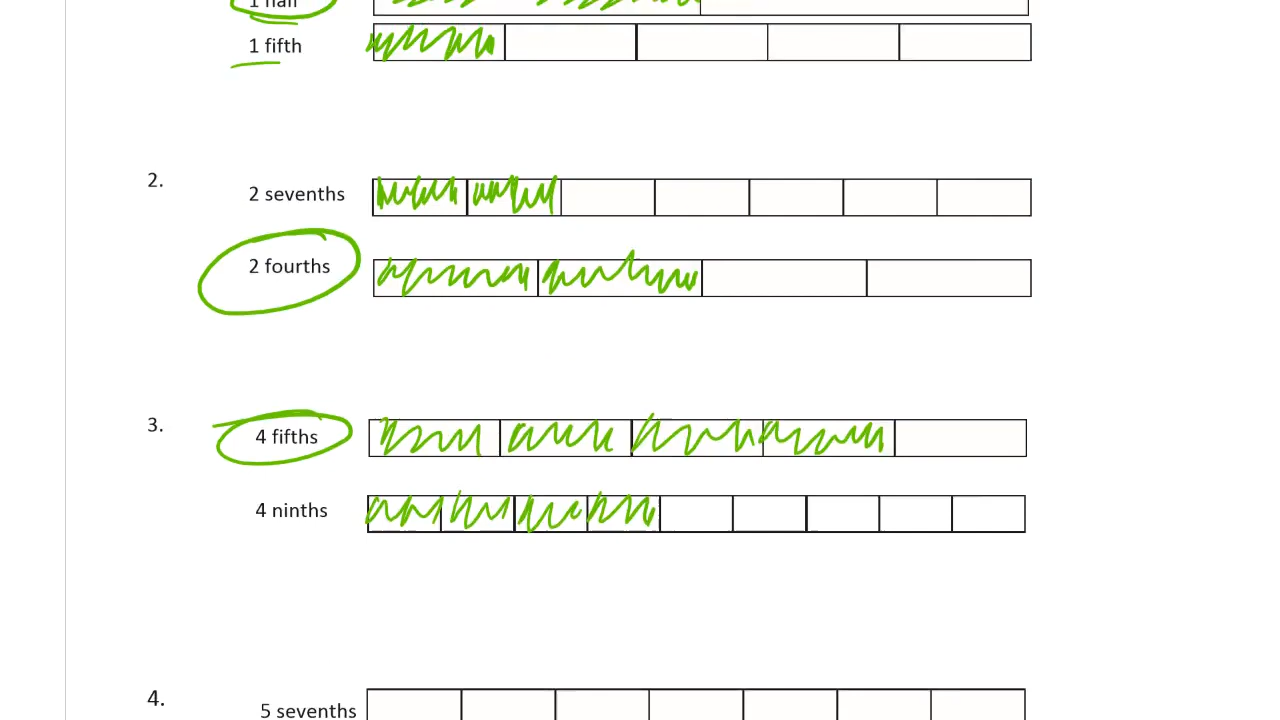 1 half
1 fifth
2.
2 sevenths
2 fourths
3.
4 fifths
4 ninths
4.
5 sevenths